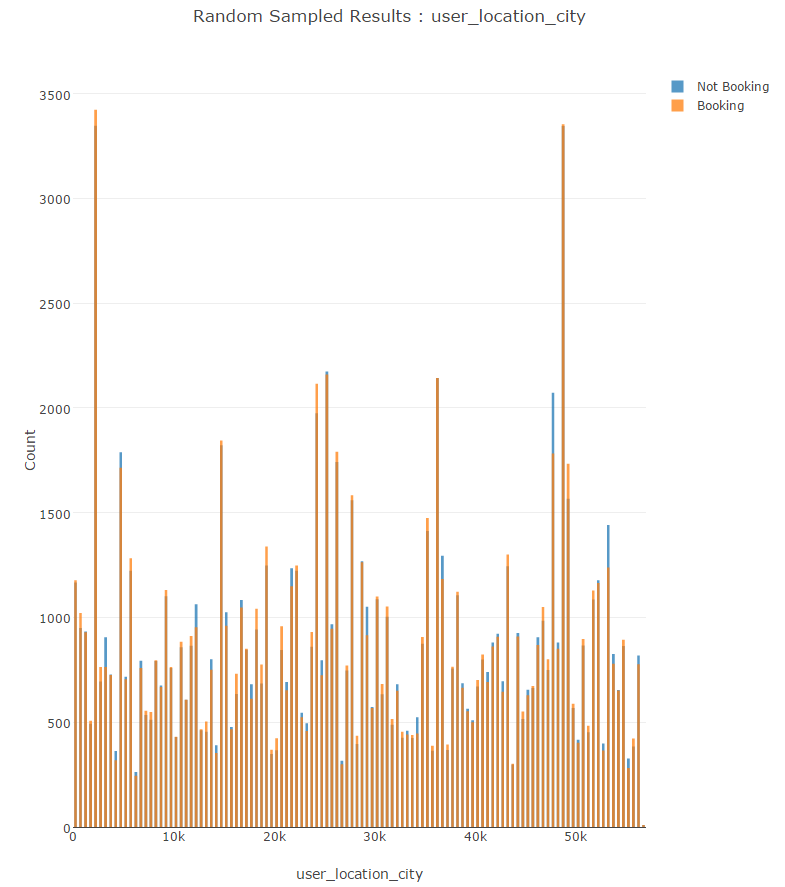 Random Sampled Results : user_location_city
Not Booking
Booking
3500
3000
2500
2000
1500
1000
500
0
Count
0 10k 20k 30k 40k 50k
user_location_city